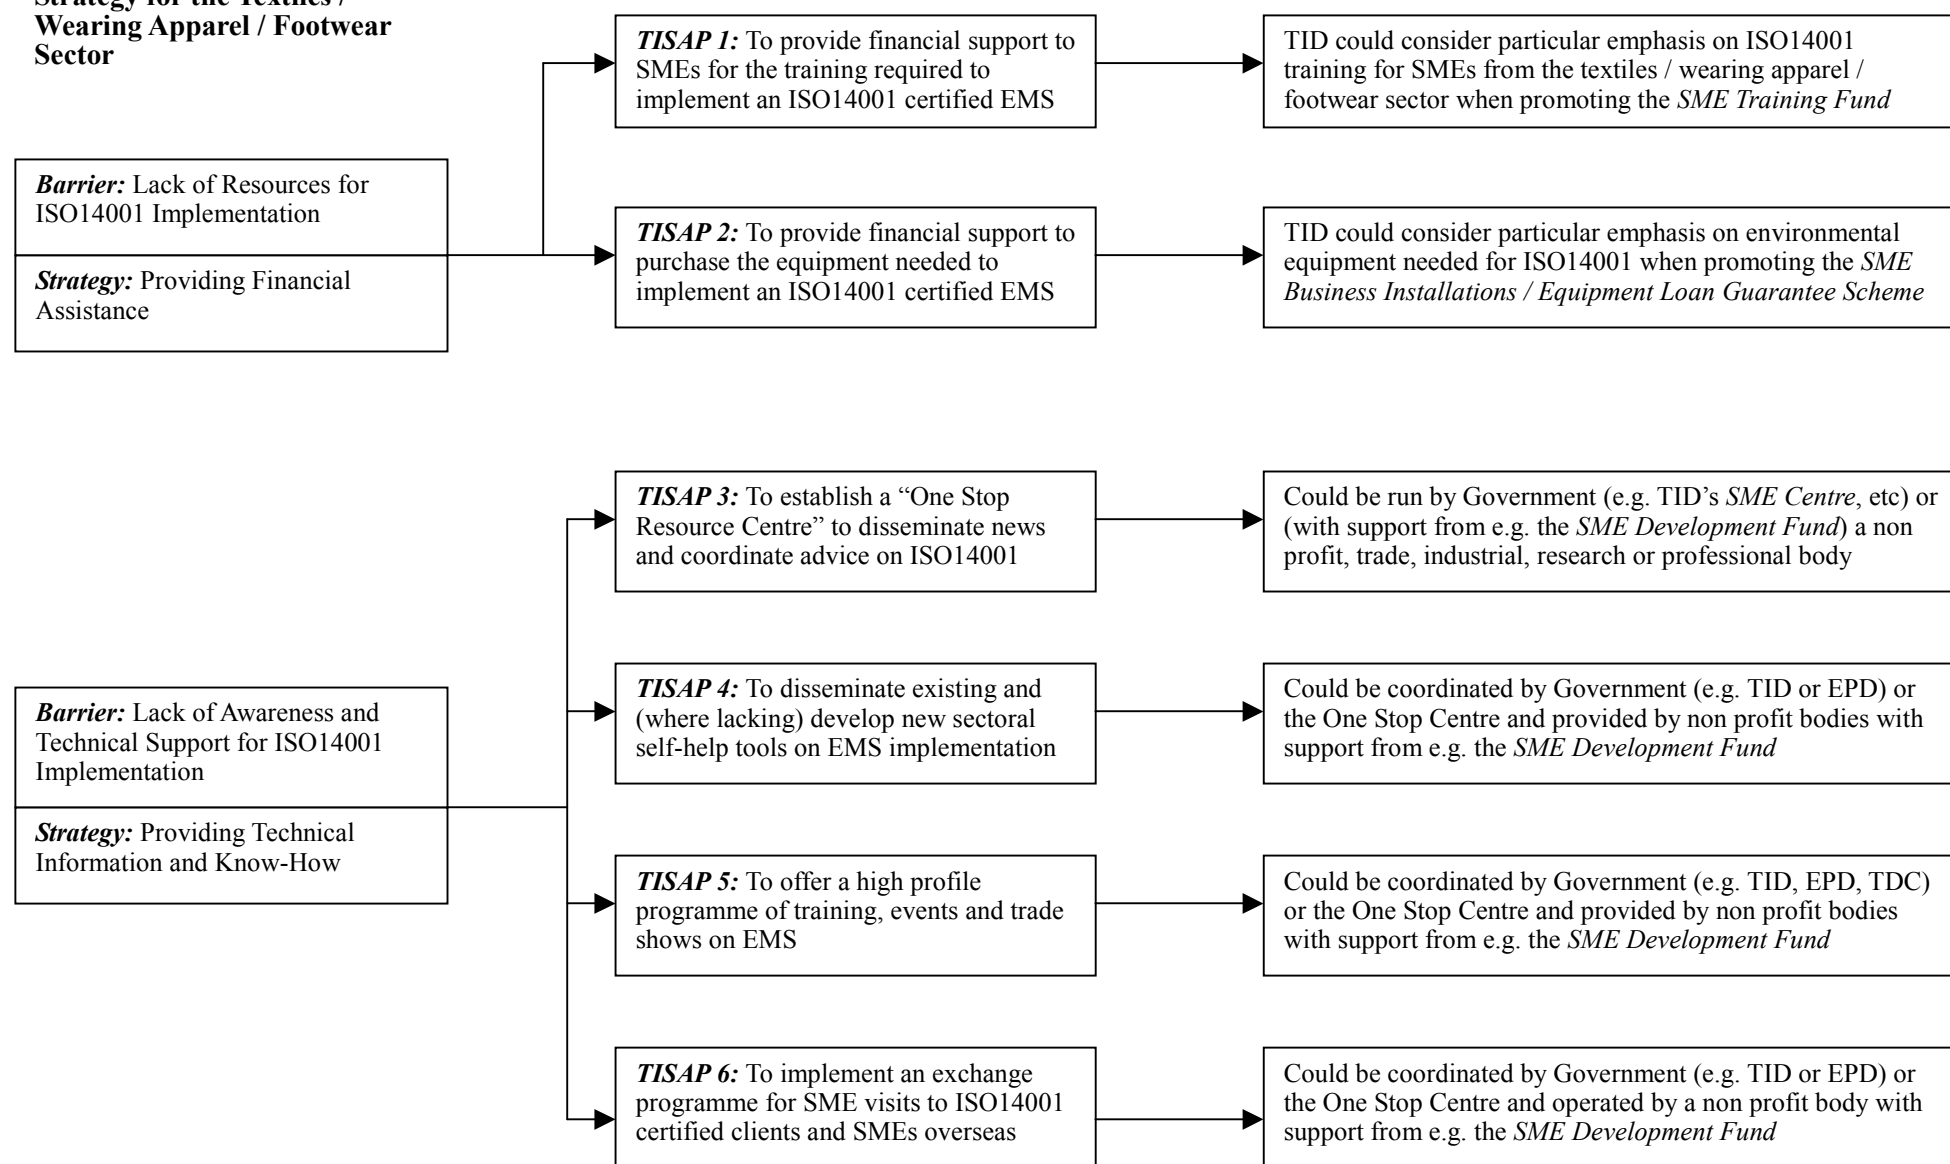 Strategy for the Textiles /
Wearing Apparel / Footwear
Sector
TISAP 1: To provide financial support to
SMEs for the training required to
implement an ISO14001 certified EMS
TID could consider particular emphasis on ISO14001
training for SMEs from the textiles / wearing apparel /
footwear sector when promoting the SME Training Fund
Barrier: Lack of Resources for
ISO14001 Implementation
Strategy: Providing Financial
Assistance
TISAP 2: To provide financial support to
purchase the equipment needed to
implement an ISO14001 certified EMS
TID could consider particular emphasis on environmental
equipment needed for ISO14001 when promoting the SME
Business Installations / Equipment Loan Guarantee Scheme
TISAP 3: To establish a “One Stop
Resource Centre” to disseminate news
and coordinate advice on ISO14001
Could be run by Government (e.g. TID’s SME Centre, etc) or
(with support from e.g. the SME Development Fund) a non
profit, trade, industrial, research or professional body
Barrier: Lack of Awareness and
Technical Support for ISO14001
Implementation
Strategy: Providing Technical
Information and Know-How
TISAP 4: To disseminate existing and
(where lacking) develop new sectoral
self-help tools on EMS implementation
Could be coordinated by Government (e.g. TID or EPD) or
the One Stop Centre and provided by non profit bodies with
support from e.g. the SME Development Fund
TISAP 5: To offer a high profile
programme of training, events and trade
shows on EMS
Could be coordinated by Government (e.g. TID, EPD, TDC)
or the One Stop Centre and provided by non profit bodies
with support from e.g. the SME Development Fund
TISAP 6: To implement an exchange
programme for SME visits to ISO14001
certified clients and SMEs overseas
Could be coordinated by Government (e.g. TID or EPD) or
the One Stop Centre and operated by a non profit body with
support from e.g. the SME Development Fund